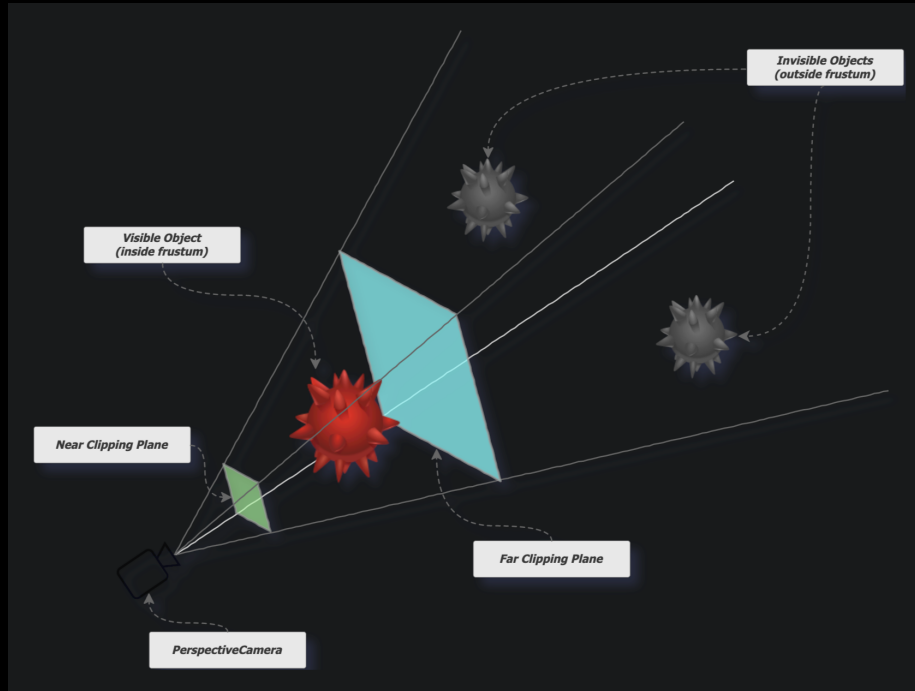 Invisible Objects
(outside frustum)
Visible Object
(inside frustum)
Near Clipping Plane
Far Clipping Plane
PerspectiveCamera